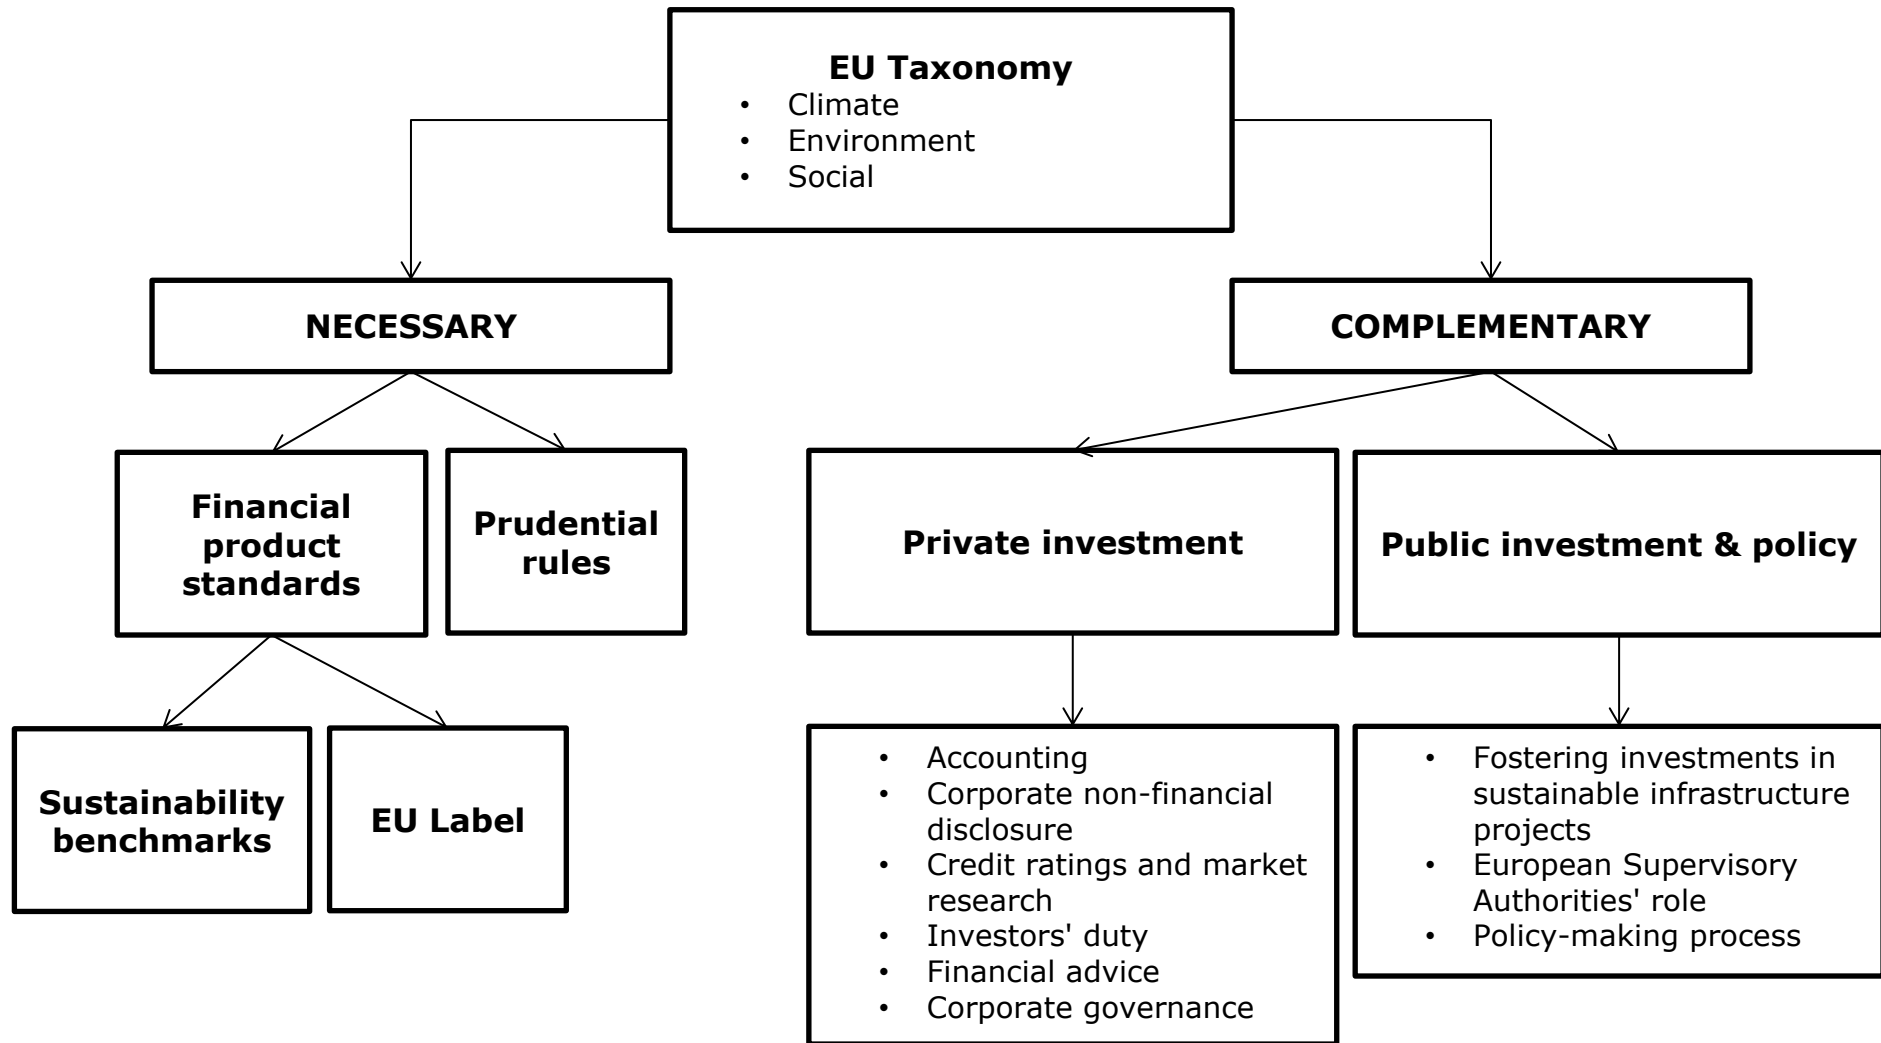 EU Taxonomy
• Climate
• Environment
• Social
NECESSARY
COMPLEMENTARY
Financial
product
standards
Prudential
rules
Private investment
Public investment & policy
Sustainability
benchmarks
EU Label
• Accounting
• Corporate non-financial
disclosure
• Credit ratings and market
research
• Investors' duty
• Financial advice
• Corporate governance
• Fostering investments in
sustainable infrastructure
projects
• European Supervisory
Authorities' role
• Policy-making process